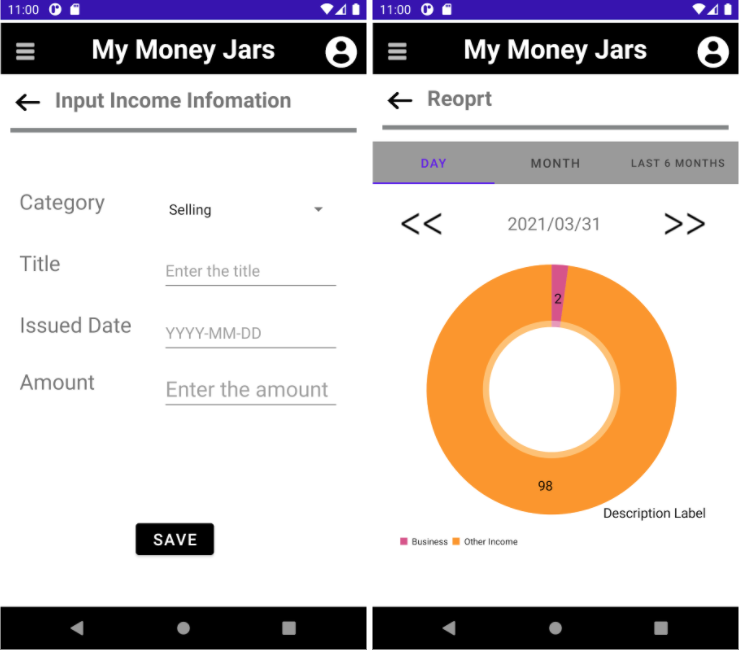 11:00
My Money Jars
Input Income Infomation
Category
Selling
Title
Enter the title
Issued Date
YYYY-MM-DD
Amount
Enter the amount
SAVE
11:00
My Money Jars
Reoprt
DAY MONTH LAST 6 MONTHS
<< 2021/03/31 >>
2
98
Description Label
Business Other Income